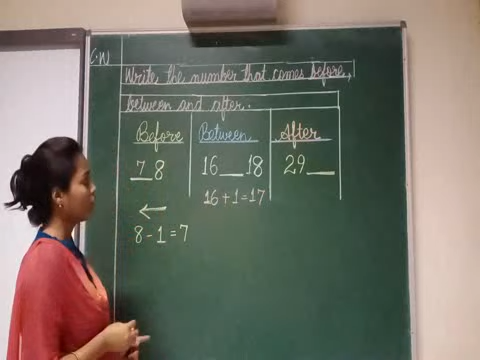 C.W
Write the number that comes before,
between and after.
Before Between After
7 8 16 __ 18 29 __
16 + 1 = 17
←
8 - 1 = 7